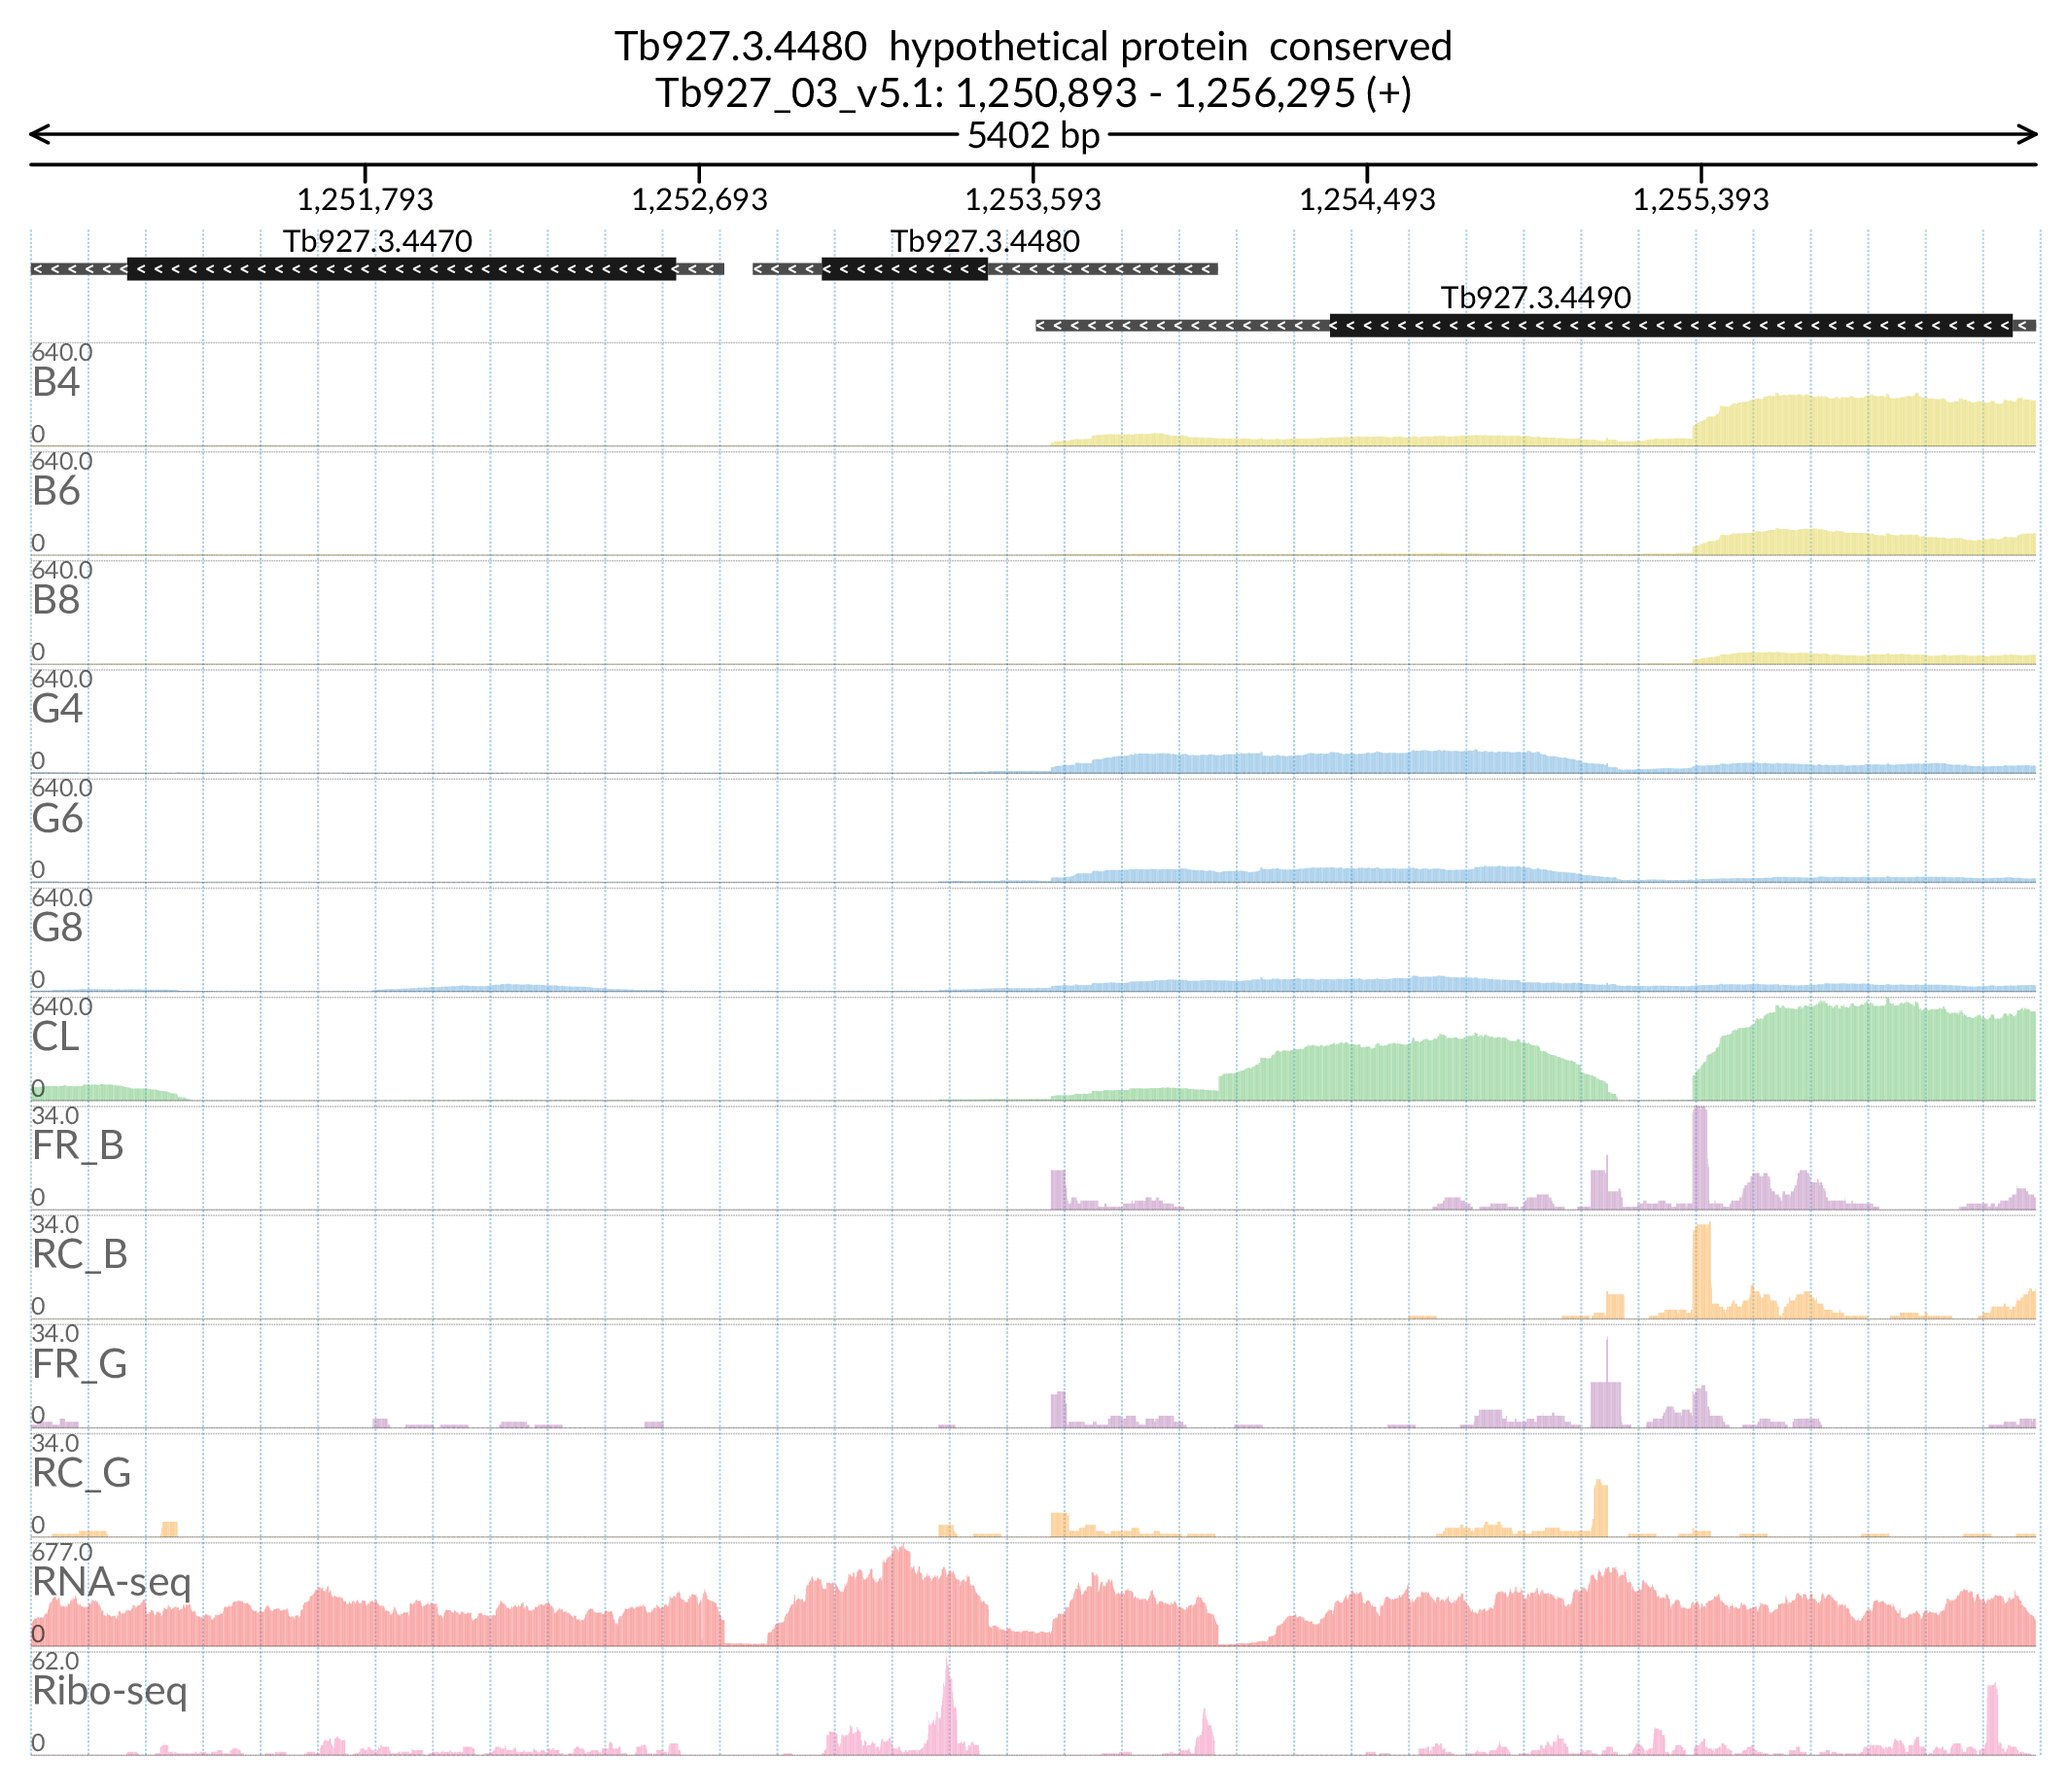 Tb927.3.4480  hypothetical protein  conserved
Tb927_03_v5.1: 1,250,893 - 1,256,295 (+)
5402 bp
1,251,793 1,252,693 1,253,593 1,254,493 1,255,393
Tb927.3.4470 Tb927.3.4480
Tb927.3.4490
640.0
B4
0
640.0
B6
0
640.0
B8
0
640.0
G4
0
640.0
G6
0
640.0
G8
0
640.0
CL
0
34.0
FR_B
0
34.0
RC_B
0
34.0
FR_G
0
34.0
RC_G
0
677.0
RNA-seq
0
62.0
Ribo-seq
0